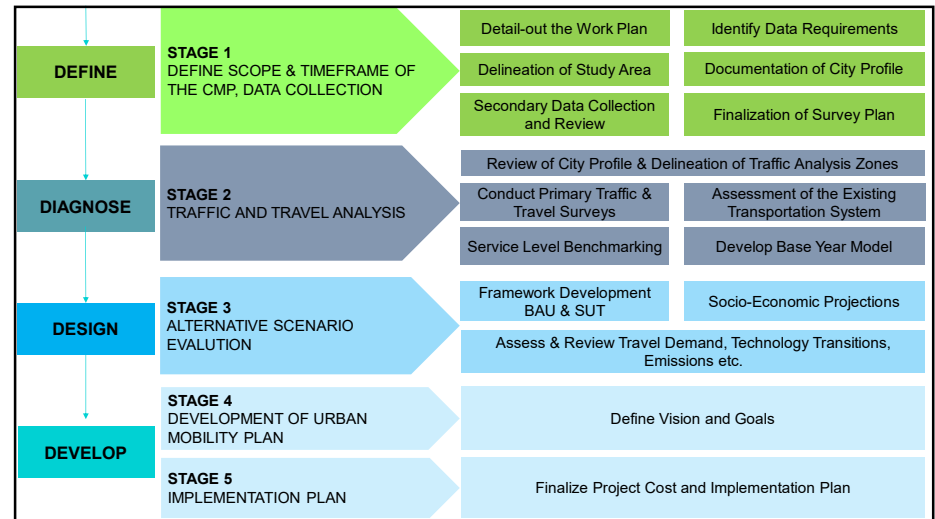 DEFINE
STAGE 1
DEFINE SCOPE & TIMEFRAME OF
THE CMP, DATA COLLECTION
Detail-out the Work Plan
Identify Data Requirements
Delineation of Study Area
Documentation of City Profile
Secondary Data Collection
and Review
Finalization of Survey Plan
DIAGNOSE
STAGE 2
TRAFFIC AND TRAVEL ANALYSIS
Review of City Profile & Delineation of Traffic Analysis Zones
Conduct Primary Traffic &
Travel Surveys
Assessment of the Existing
Transportation System
Service Level Benchmarking
Develop Base Year Model
DESIGN
STAGE 3
ALTERNATIVE SCENARIO
EVALUTION
Framework Development
BAU & SUT
Socio-Economic Projections
Assess & Review Travel Demand, Technology Transitions,
Emissions etc.
DEVELOP
STAGE 4
DEVELOPMENT OF URBAN
MOBILITY PLAN
Define Vision and Goals
STAGE 5
IMPLEMENTATION PLAN
Finalize Project Cost and Implementation Plan